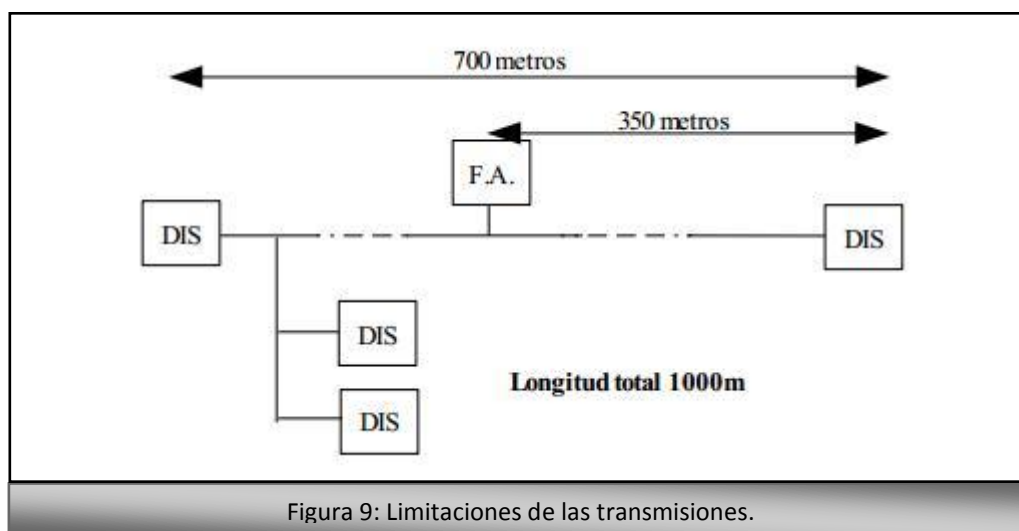 700 metros
350 metros
F.A.
DIS
DIS
DIS
DIS
Longitud total 1000m
Figura 9: Limitaciones de las transmisiones.